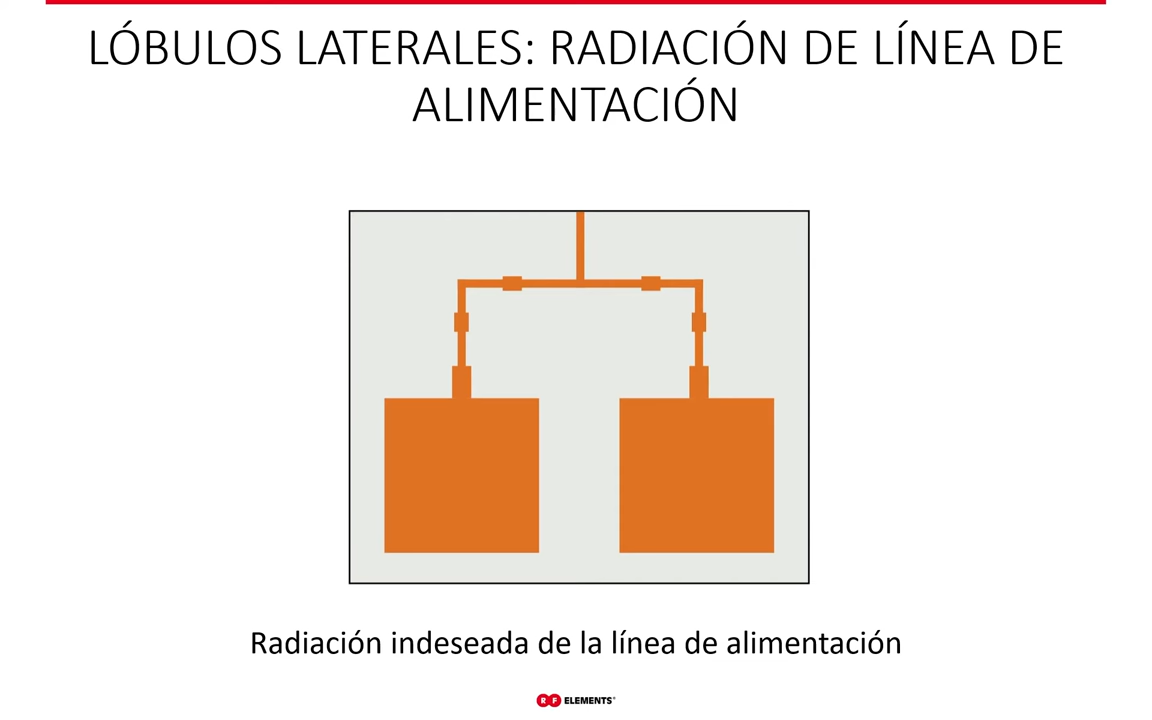 LÓBULOS LATERALES: RADIACIÓN DE LÍNEA DE
ALIMENTACIÓN
Radiación indeseada de la línea de alimentación
RF ELEMENTS®